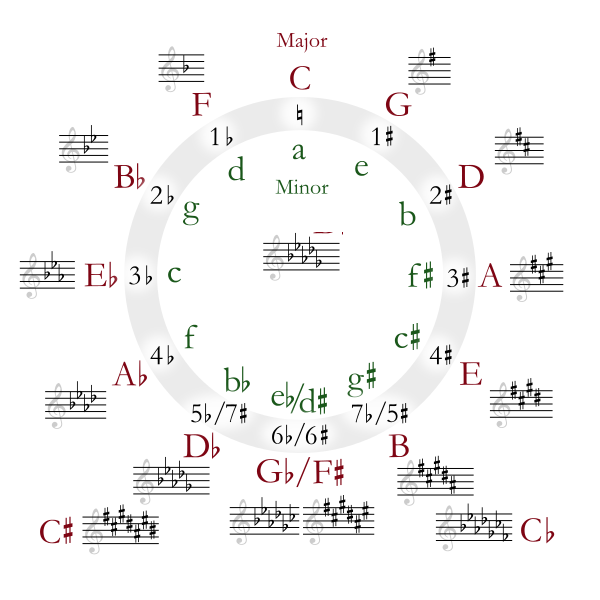 Major
C
F
G
♮
1♭
1♯
a
d
e
B♭
D
Minor
2♭
2♯
g
b
E♭
3♭
c
f♯
3♯
A
f
c♯
4♭
4♯
A♭
E
b♭
g♯
e♭/d♯
5♭/7♯
7♭/5♯
6♭/6♯
D♭
B
G♭/F♯
C♯
C♭